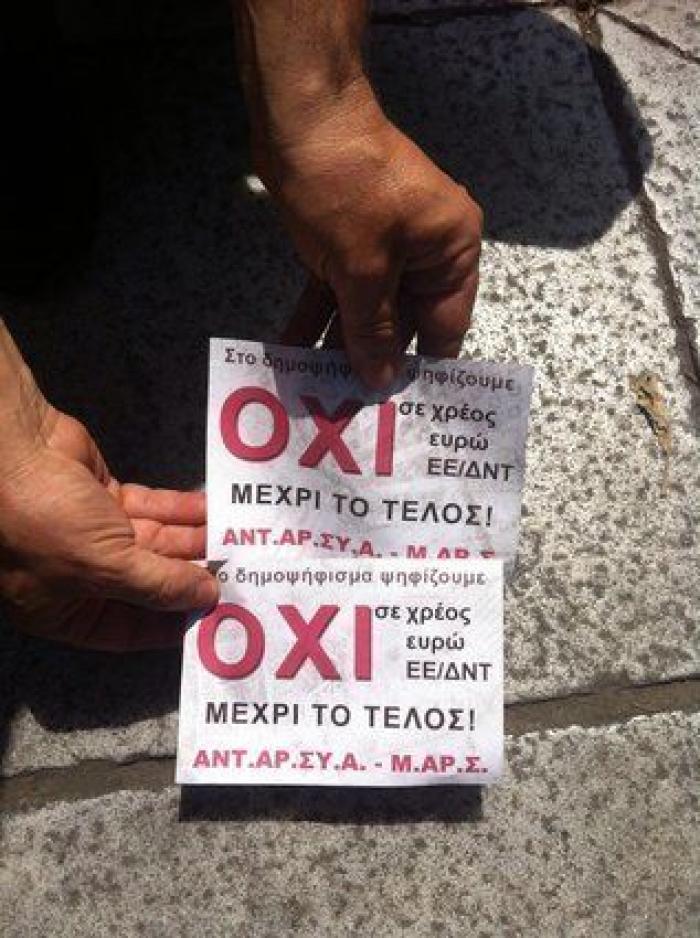 Στο ψηφίζουμε
ΟΧΙ σε χρέος
ευρώ
ΕΕ/ΔΝΤ
ΜΕΧΡΙ ΤΟ ΤΕΛΟΣ!
ΑΝΤ.ΑΡ.ΣΥ.Α. - Μ.ΑΡ.Σ
δημοψήφισμα ψηφίζουμε
ΟΧΙ σε χρέος
ευρώ
ΕΕ/ΔΝΤ
ΜΕΧΡΙ ΤΟ ΤΕΛΟΣ!
ΑΝΤ.ΑΡ.ΣΥ.Α. - Μ.ΑΡ.Σ.